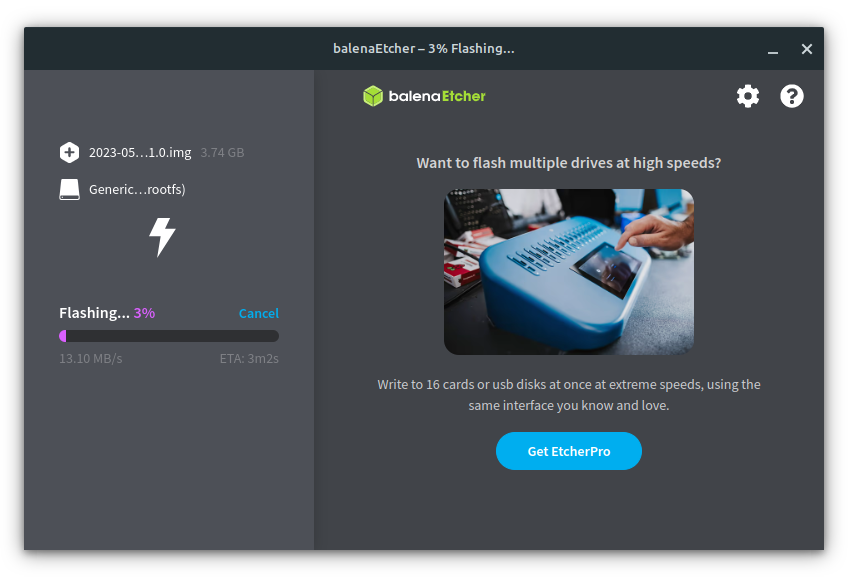 balenaEtcher – 3% Flashing...
balenaEtcher
2023-05...1.0.img 3.74 GB
Generic...rootfs)
Flashing... 3% Cancel
13.10 MB/s ETA: 3m2s
Want to flash multiple drives at high speeds?
Write to 16 cards or usb disks at once at extreme speeds, using the
same interface you know and love.
Get EtcherPro